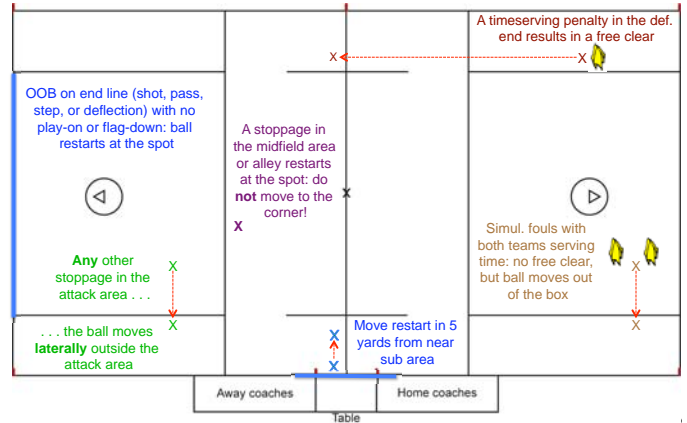 A timeserving penalty in the def.
end results in a free clear
X
X
OOB on end line (shot, pass,
step, or deflection) with no
play-on or flag-down: ball
restarts at the spot
A stoppage in
the midfield area
or alley restarts
at the spot: do
not move to the
corner!
X
X
Simul. fouls with
both teams serving
time: no free clear,
but ball moves out
of the box
X
X
Any other
stoppage in the
attack area . . .
X
X
. . . the ball moves
laterally outside the
attack area
Move restart in 5
yards from near
sub area
X
X
Away coaches
Home coaches
Table